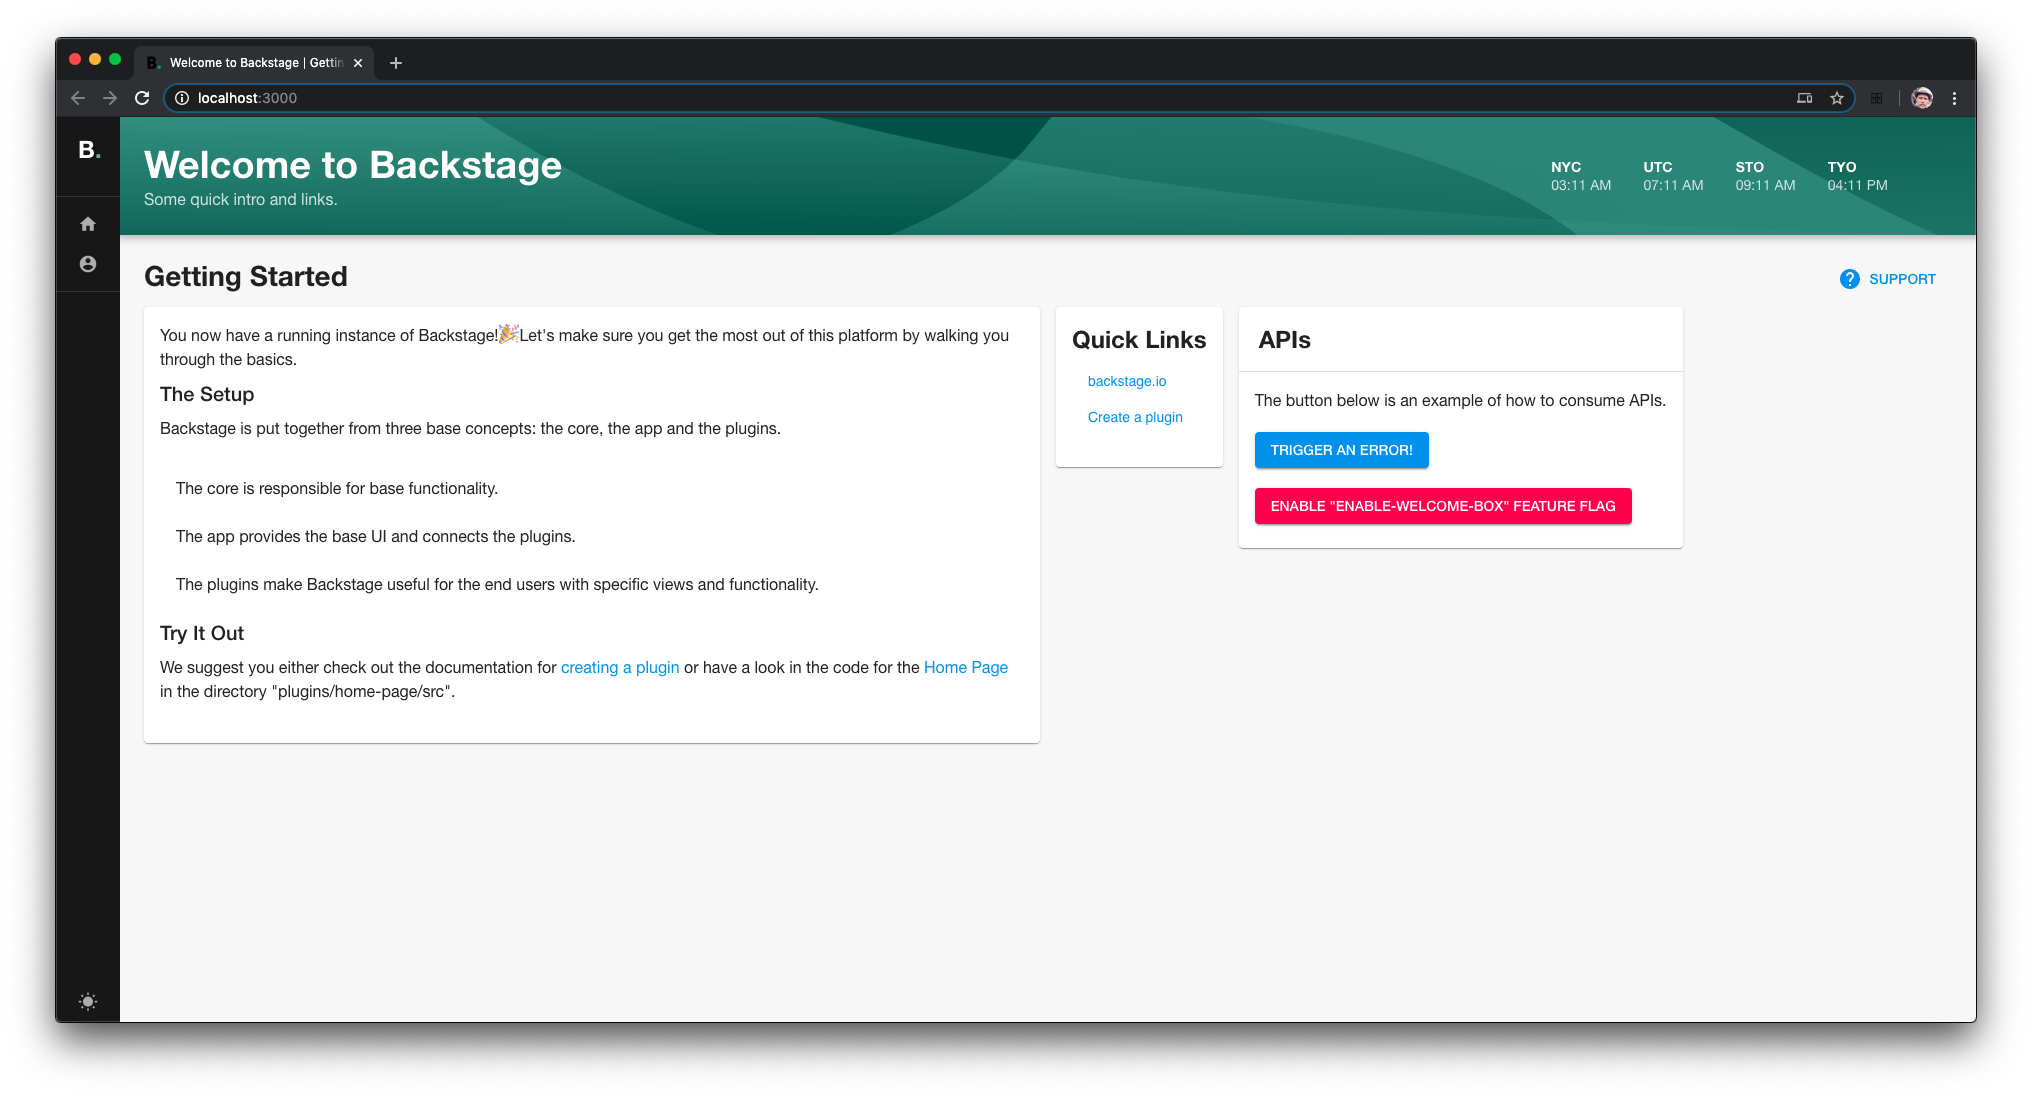 B. Welcome to Backstage | Gettin
localhost:3000
B.
Welcome to Backstage
Some quick intro and links.
NYC UTC STO TYO
03:11 AM 07:11 AM 09:11 AM 04:11 PM
Getting Started
SUPPORT
You now have a running instance of Backstage!🎉Let's make sure you get the most out of this platform by walking you
through the basics.
The Setup
Backstage is put together from three base concepts: the core, the app and the plugins.
The core is responsible for base functionality.
The app provides the base UI and connects the plugins.
The plugins make Backstage useful for the end users with specific views and functionality.
Try It Out
We suggest you either check out the documentation for creating a plugin or have a look in the code for the Home Page
in the directory "plugins/home-page/src".
Quick Links
backstage.io
Create a plugin
APIs
The button below is an example of how to consume APIs.
TRIGGER AN ERROR!
ENABLE "ENABLE-WELCOME-BOX" FEATURE FLAG